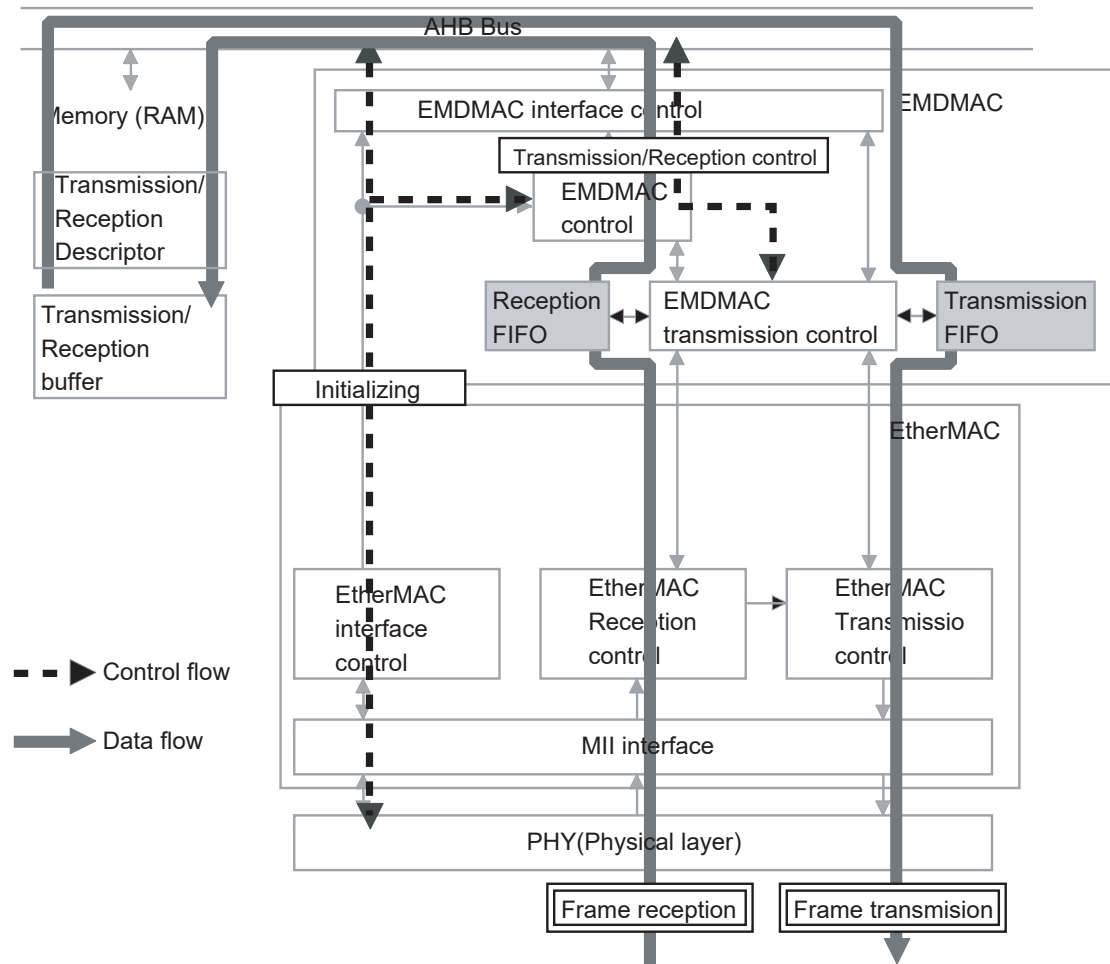 AHB Bus
Memory (RAM)
EMDMAC interface control
EMDMAC
Transmission/Reception control
Transmission/
Reception
Descriptor
EMDMAC
control
Transmission/
Reception
buffer
Reception
FIFO
EMDMAC
transmission control
Transmission
FIFO
Initializing
EtherMAC
EtherMAC
interface
control
EtherMAC
Reception
control
EtherMAC
Transmissio
control
Control flow
Data flow
MII interface
PHY(Physical layer)
Frame reception
Frame transmision